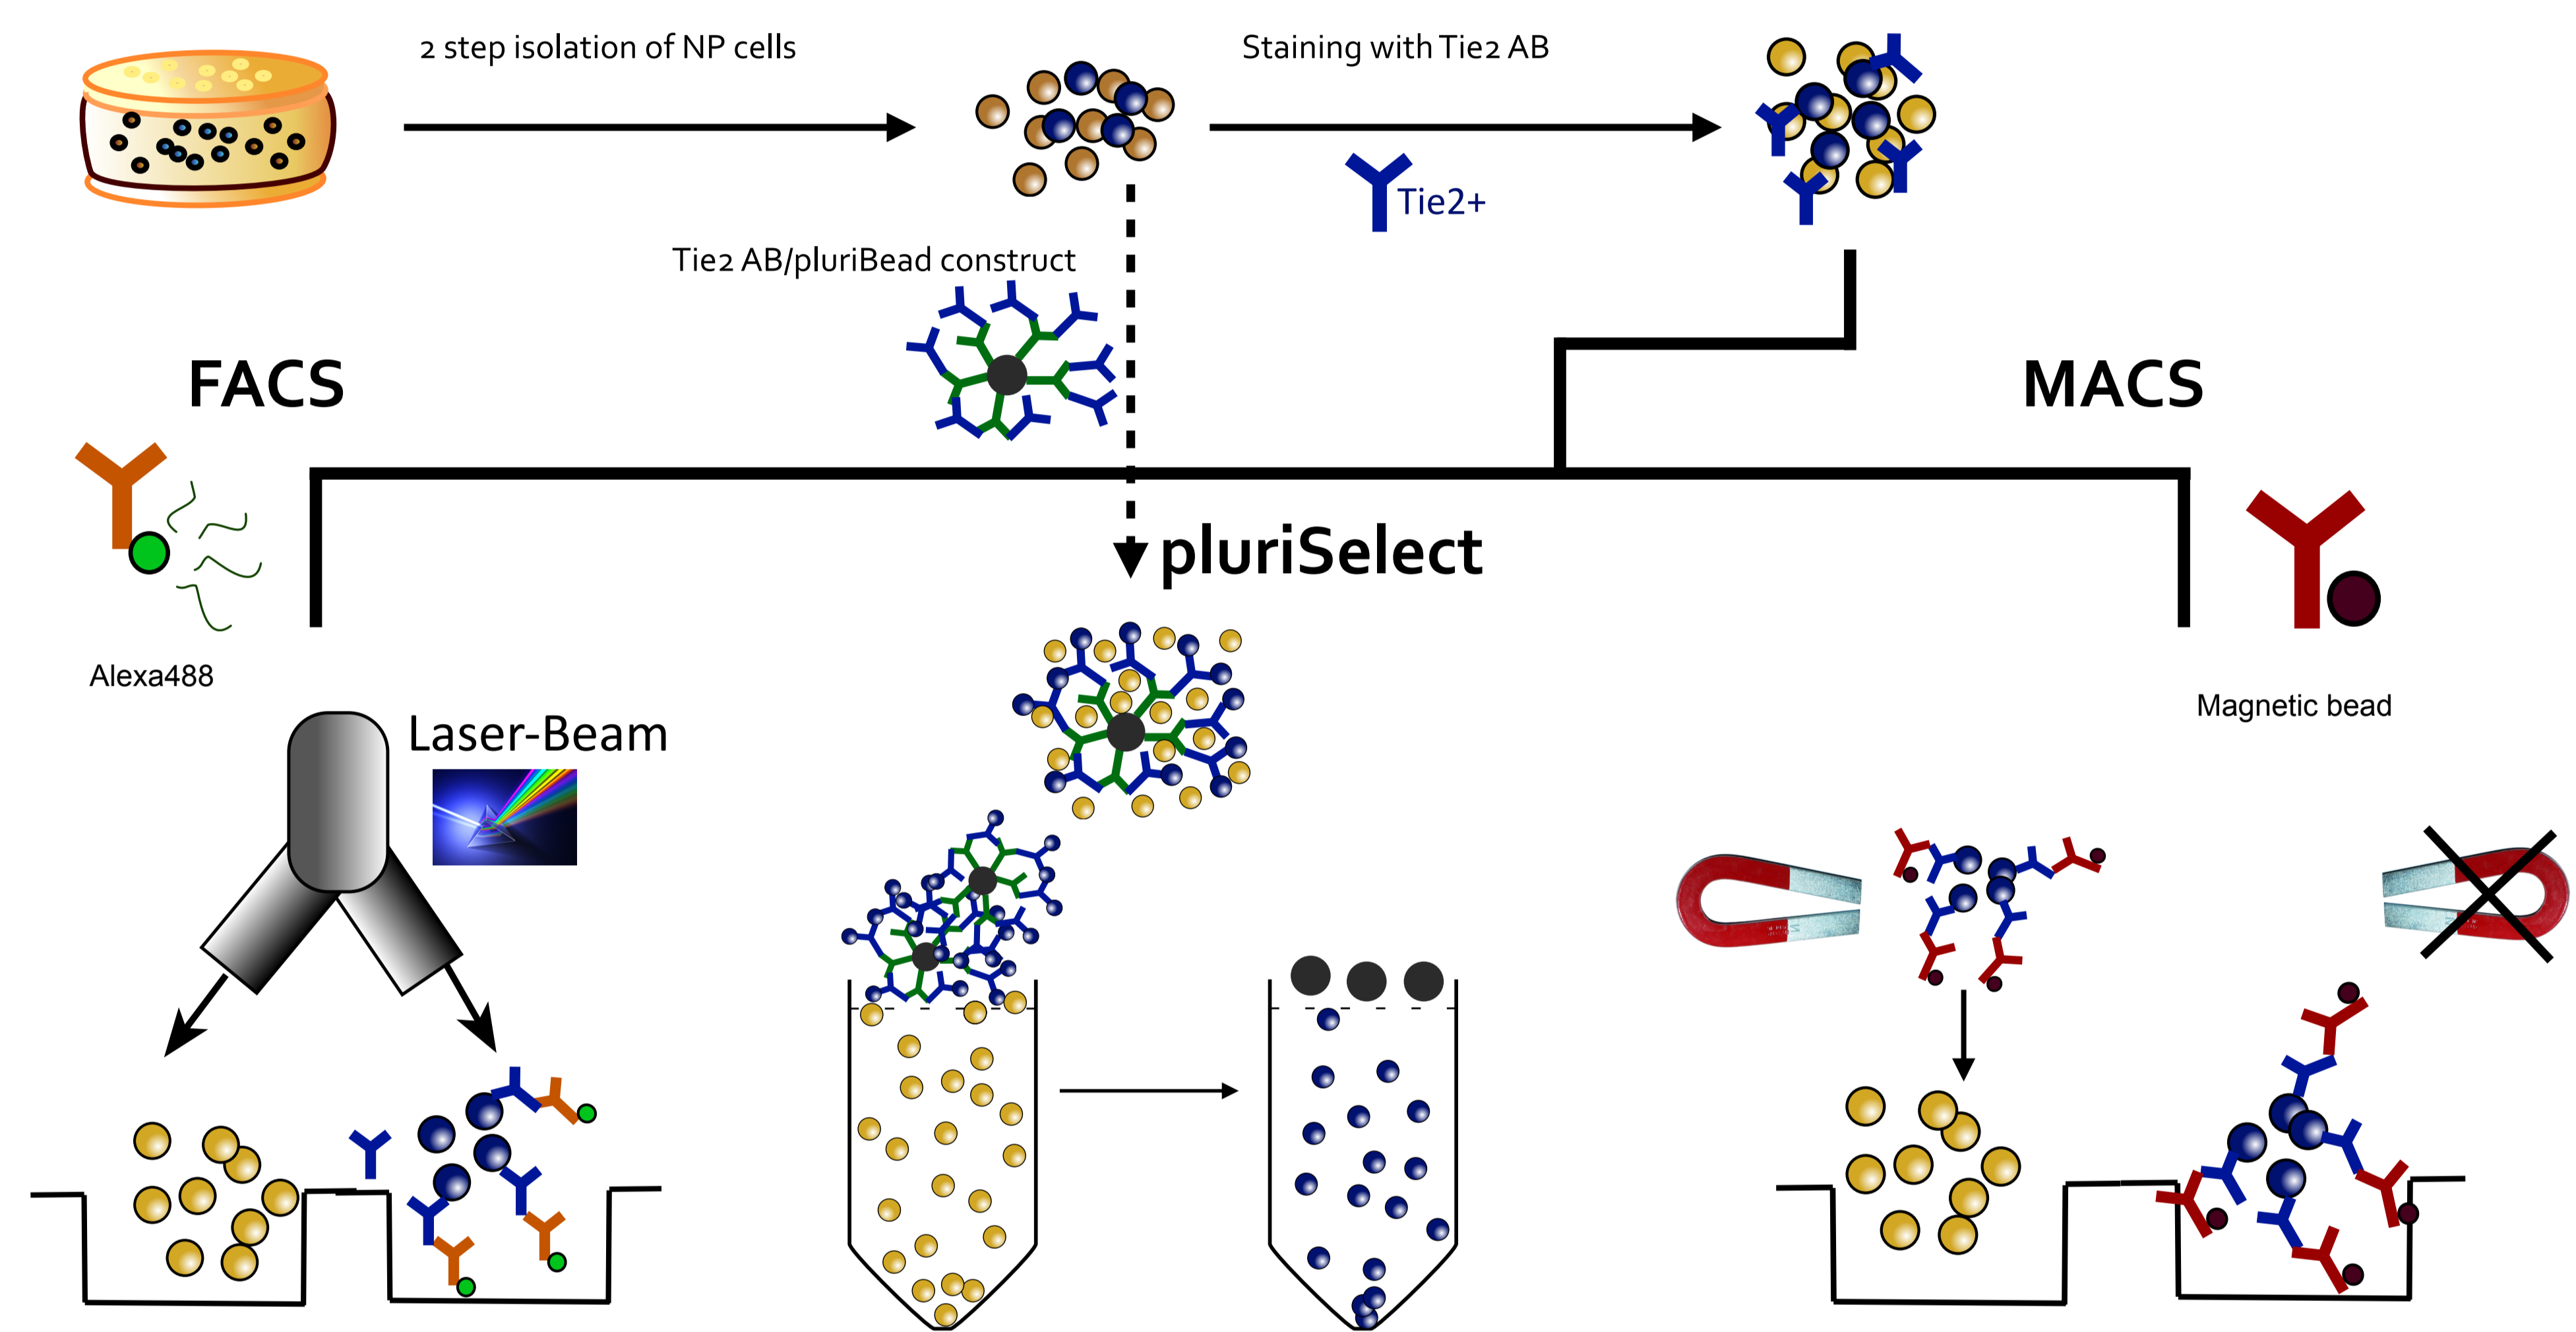 2 step isolation of NP cells
Staining with Tie2 AB
Tie2+
Tie2 AB/pluriBead construct
FACS
MACS
pluriSelect
Alexa488
Magnetic bead
Laser-Beam